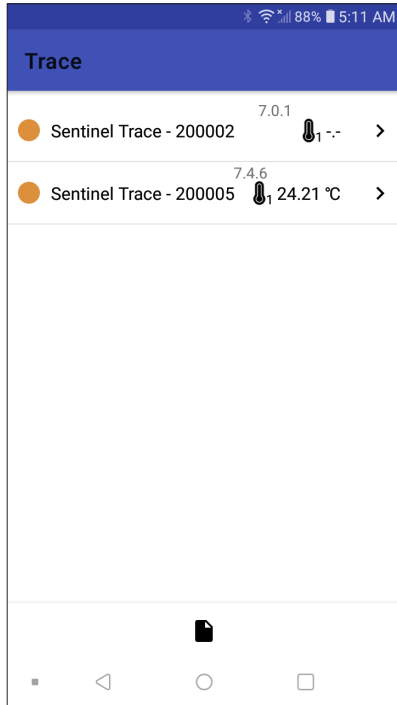 88% 5:11 AM
Trace
7.0.1
Sentinel Trace - 200002 1 -.-
7.4.6
Sentinel Trace - 200005 1 24.21 ℃